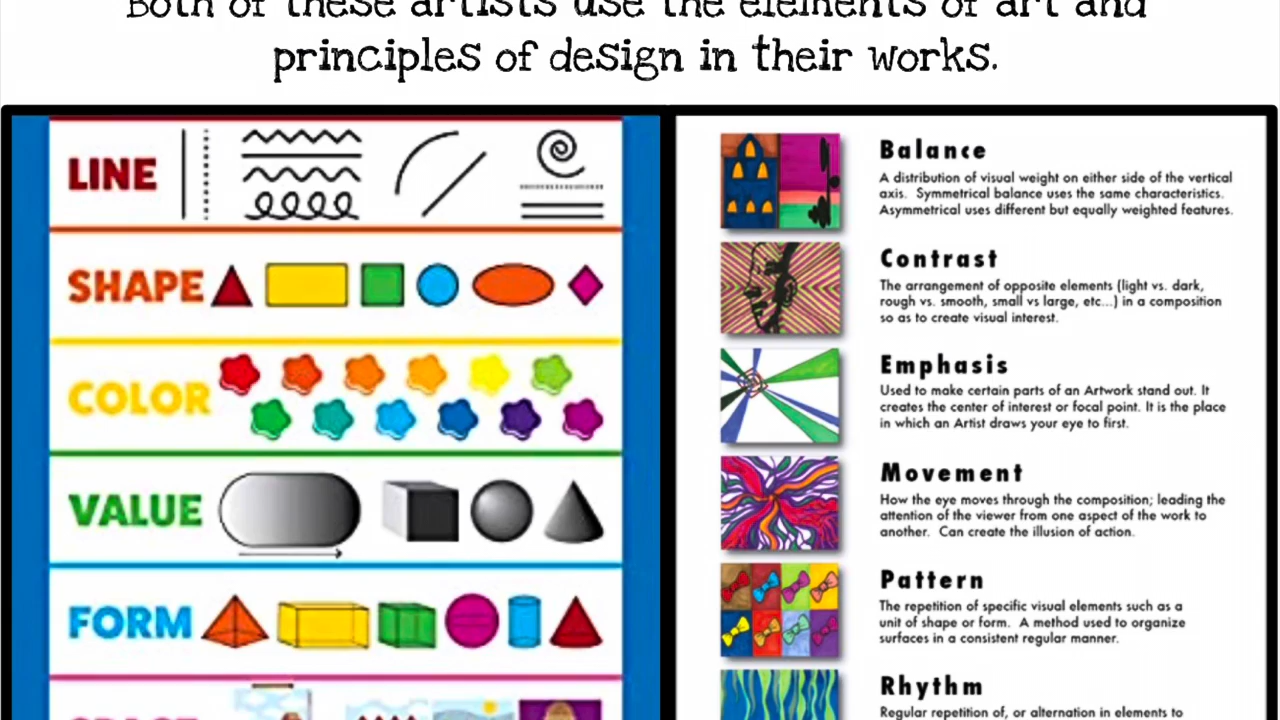 Both of these artists use the elements of art and
principles of design in their works.
LINE
SHAPE
COLOR
VALUE
FORM
SPACE
Balance
A distribution of visual weight on either side of the vertical
axis. Symmetrical balance uses the same characteristics.
Asymmetrical uses different but equally weighted features.
Contrast
The arrangement of opposite elements (light vs. dark,
rough vs. smooth, small vs large, etc...) in a composition
so as to create visual interest.
Emphasis
Used to make certain parts of an Artwork stand out. It
creates the center of interest or focal point. It is the place
in which an Artist draws your eye to first.
Movement
How the eye moves through the composition; leading the
attention of the viewer from one aspect of the work to
another. Can create the illusion of action.
Pattern
The repetition of specific visual elements such as a
unit of shape or form. A method used to organize
surfaces in a consistent regular manner.
Rhythm
Regular repetition of, or alternation in elements to